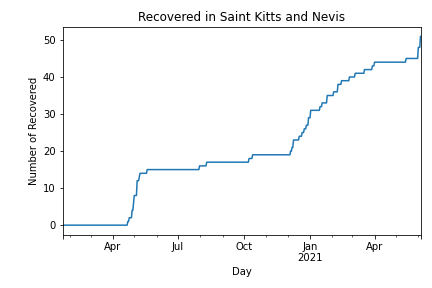 Recovered in Saint Kitts and Nevis
50
40
30
20
10
0
Number of Recovered
Apr Jul Oct Jan Apr
2021
Day